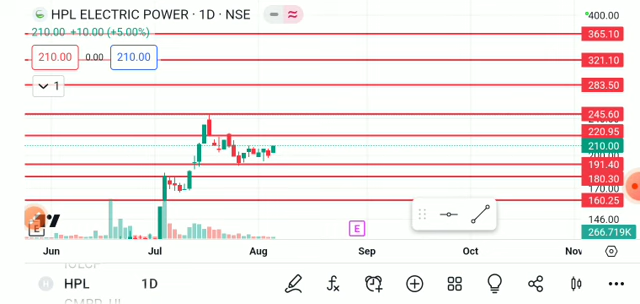 HPL ELECTRIC POWER · 1D · NSE
210.00 +10.00 (+5.00%)
210.00 0.00 210.00
1
400.00
365.10
321.10
283.50
245.60
220.95
210.00
200.00
191.40
180.30
170.00
160.25
146.00
266.719K
E
E
Jun Jul Aug Sep Oct Nov
HPL 1D